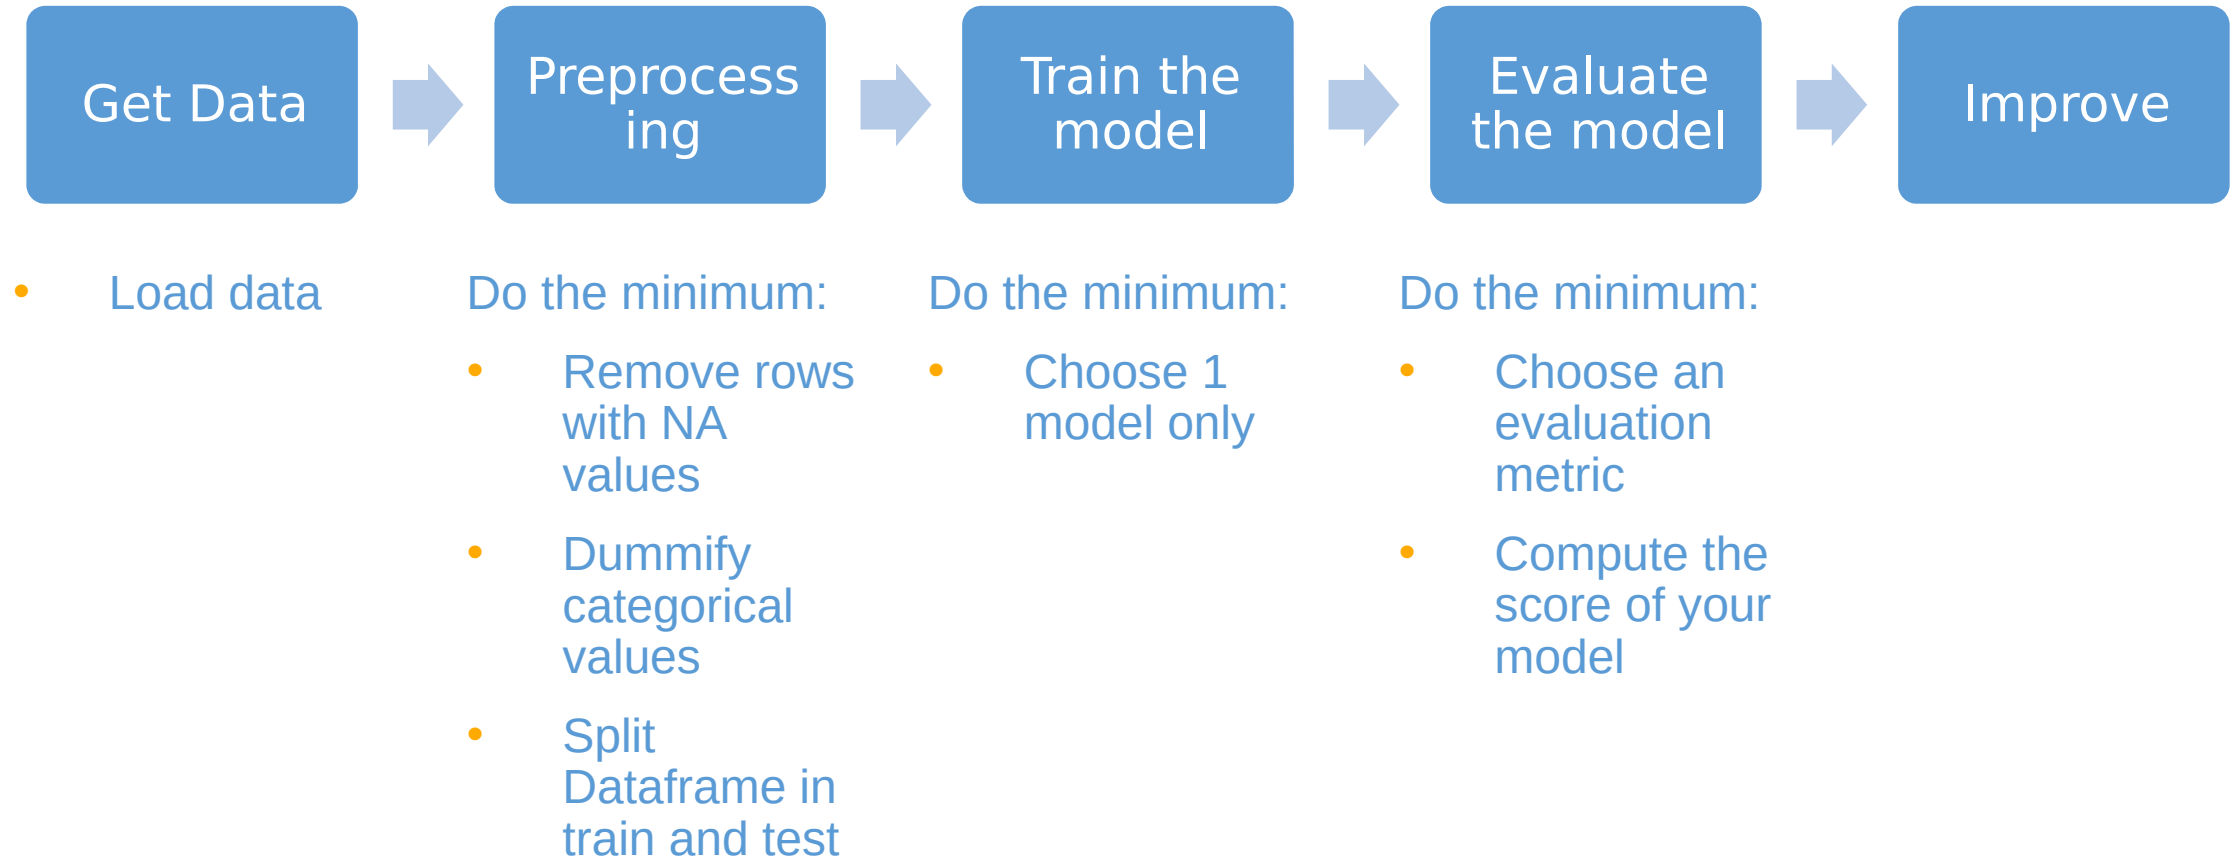 Get Data
Preprocess
ing
Train the
model
Evaluate
the model
Improve
• Load data
Do the minimum:
• Remove rows
with NA
values
• Dummify
categorical
values
• Split
Dataframe in
train and test
Do the minimum:
• Choose 1
model only
Do the minimum:
• Choose an
evaluation
metric
• Compute the
score of your
model